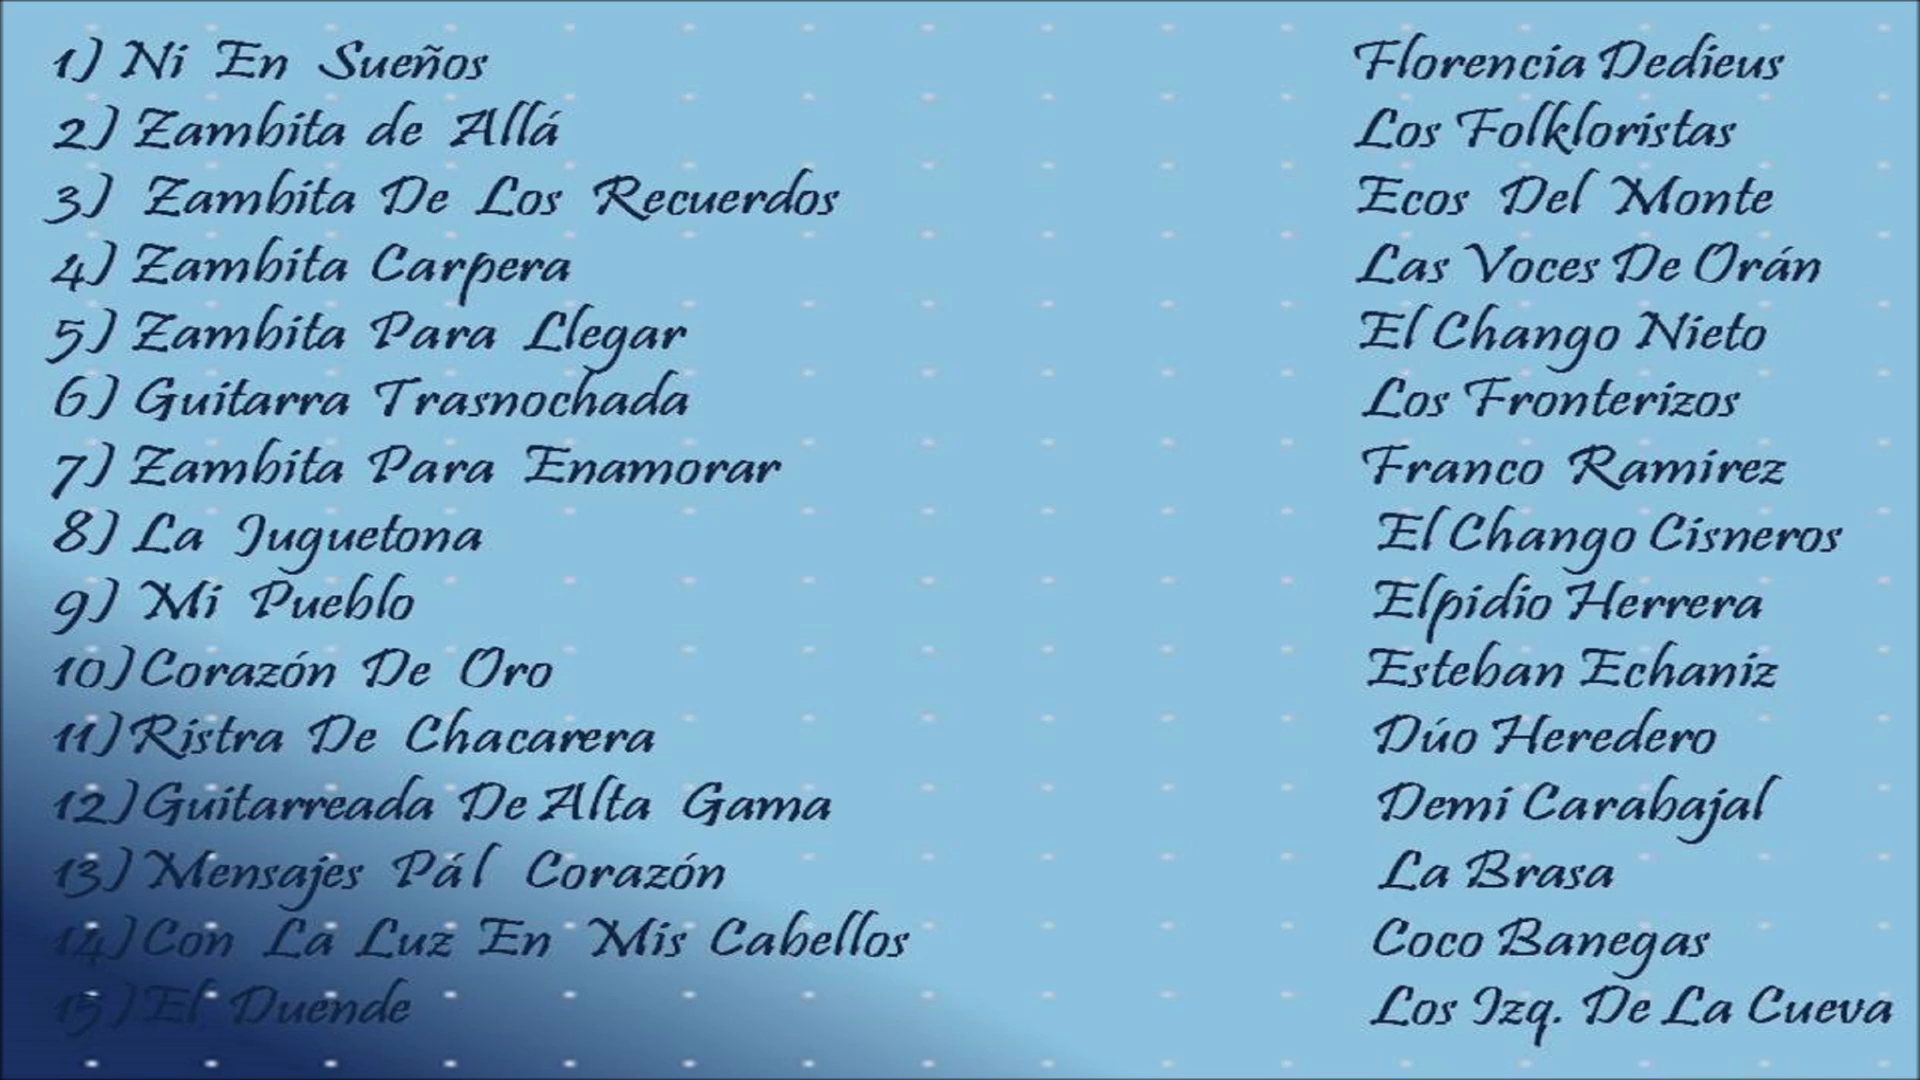 1) Ni En Sueños Florencia Dedieus
2) Zambita de Allá Los Folkloristas
3) Zambita De Los Recuerdos Ecos Del Monte
4) Zambita Carpera Las Voces De Orán
5) Zambita Para Llegar El Chango Nieto
6) Guitarra Trasnochada Los Fronterizos
7) Zambita Para Enamorar Franco Ramirez
8) La Juguetona El Chango Cisneros
9) Mi Pueblo Elpidio Herrera
10) Corazón De Oro Esteban Echaniz
11) Ristra De Chacarera Dúo Heredero
12) Guitarreada De Alta Gama Demi Carabajal
13) Mensajes Pál Corazón La Brasa
14) Con La Luz En Mis Cabellos Coco Banegas
15) El Duende Los Izq. De La Cueva